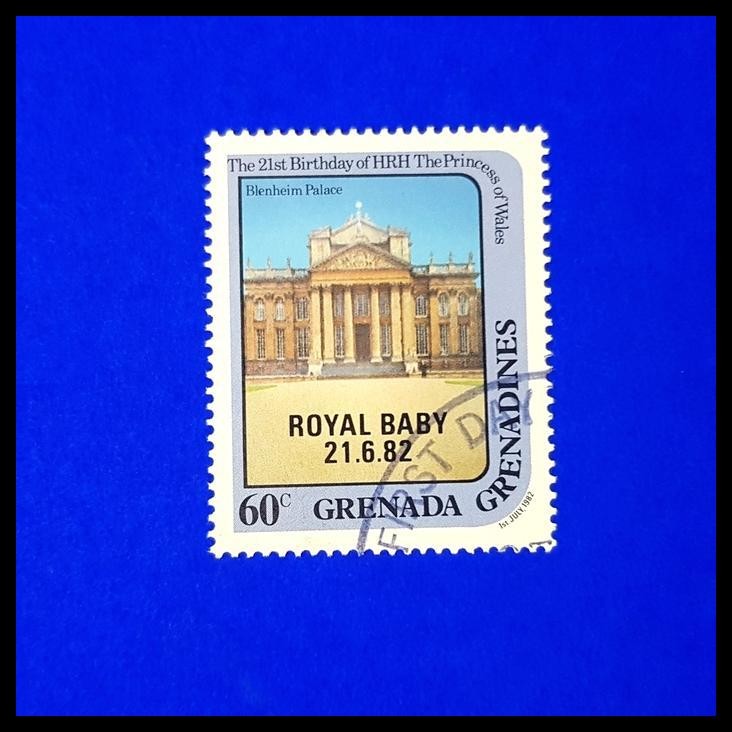 The 21st Birthday of HRH The Princess of Wales
Blenheim Palace
ROYAL BABY
21.6.82
60c GRENADA GRENADINES
1st JULY 1982
FIRST DAY